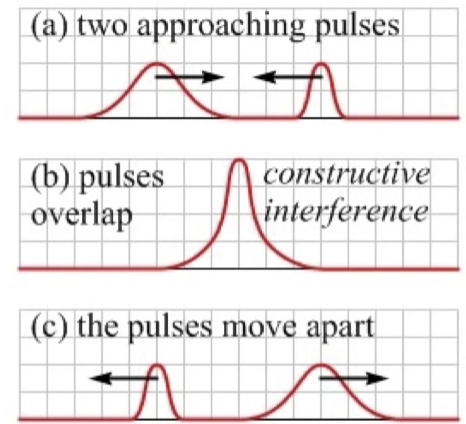 (a) two approaching pulses
(b) pulses constructive
overlap interference
(c) the pulses move apart